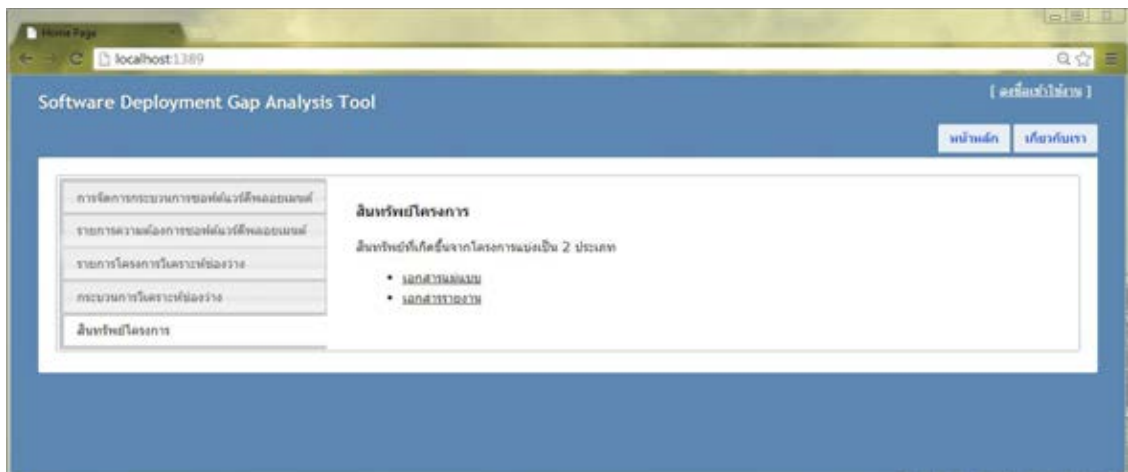 Home Page
localhost:1389
Software Deployment Gap Analysis Tool
[ ลงชื่อเข้าใช้งาน ]
หน้าหลัก
เกี่ยวกับเรา
การจัดการกระบวนการซอฟต์แวร์ดีพลอยเมนต์
รายการความต้องการซอฟต์แวร์ดีพลอยเมนต์
รายการโครงการวิเคราะห์ช่องว่าง
กระบวนการวิเคราะห์ช่องว่าง
สินทรัพย์โครงการ
สินทรัพย์โครงการ
สินทรัพย์ที่เกิดขึ้นจากโครงการแบ่งเป็น 2 ประเภท
• เอกสารแม่แบบ
• เอกสารรายงาน